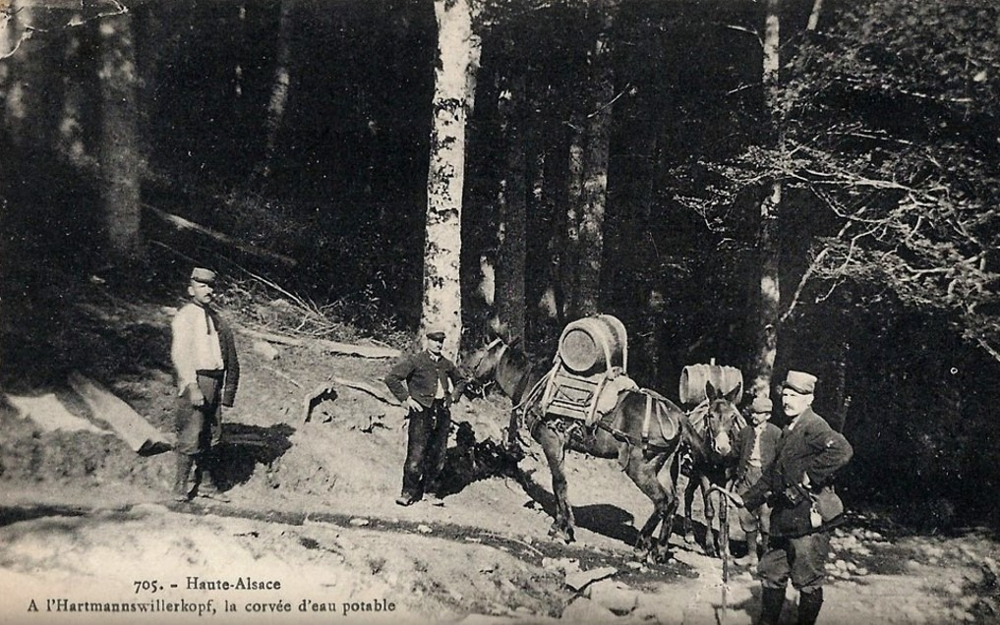 705. - Haute-Alsace
A l'Hartmannswillerkopf, la corvée d'eau potable